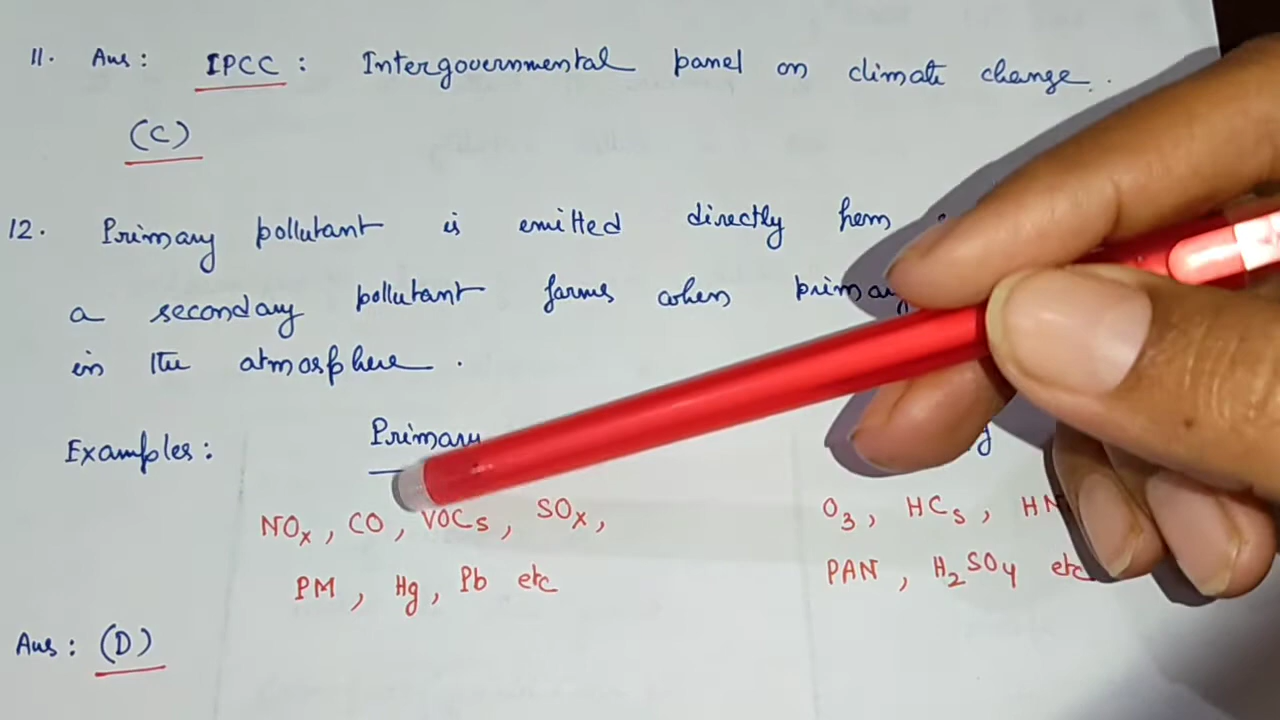 11. Ans: IPCC: Intergovernmental panel on climate change.
(C)
12. Primary pollutant is emitted directly from
a secondary pollutant forms when primary
in the atmosphere.
Examples: Primary
NOx, CO, VOCs, SOx, O3, HCs,
PM, Hg, Pb etc PAN, H2SO4 etc
Ans: (D)